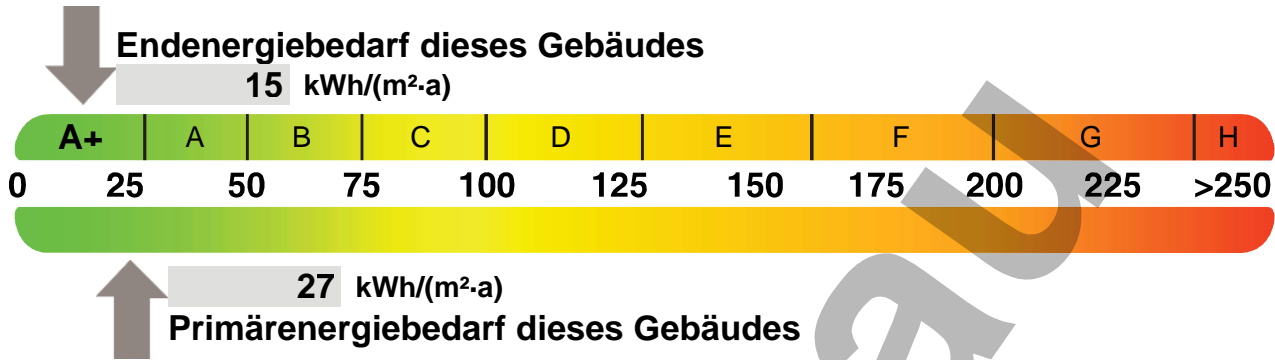 Endenergiebedarf dieses Gebäudes
15 kWh/(m²·a)
A+ A B C D E F G H
0 25 50 75 100 125 150 175 200 225 >250
27 kWh/(m²·a)
Primärenergiebedarf dieses Gebäudes
au